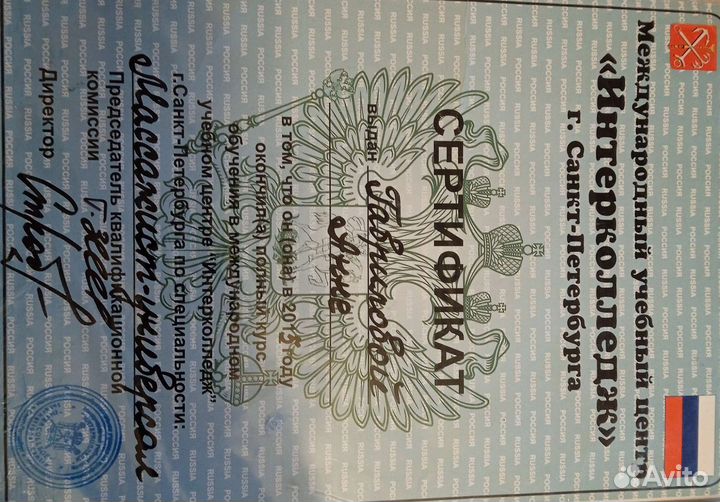 Международный учебный центр
«Интерколледж»
г. Санкт-Петербурга
СЕРТИФИКАТ
выдан Гавриловой
Анне
в том, что он (она) в 2015 году
окончил(а) полный курс
обучения в международном
учебном центре "Интерколледж"
г.Санкт-Петербурга по специальности:
Массажист-универсал
Председатель квалификационной
комиссии
Директор
Avito